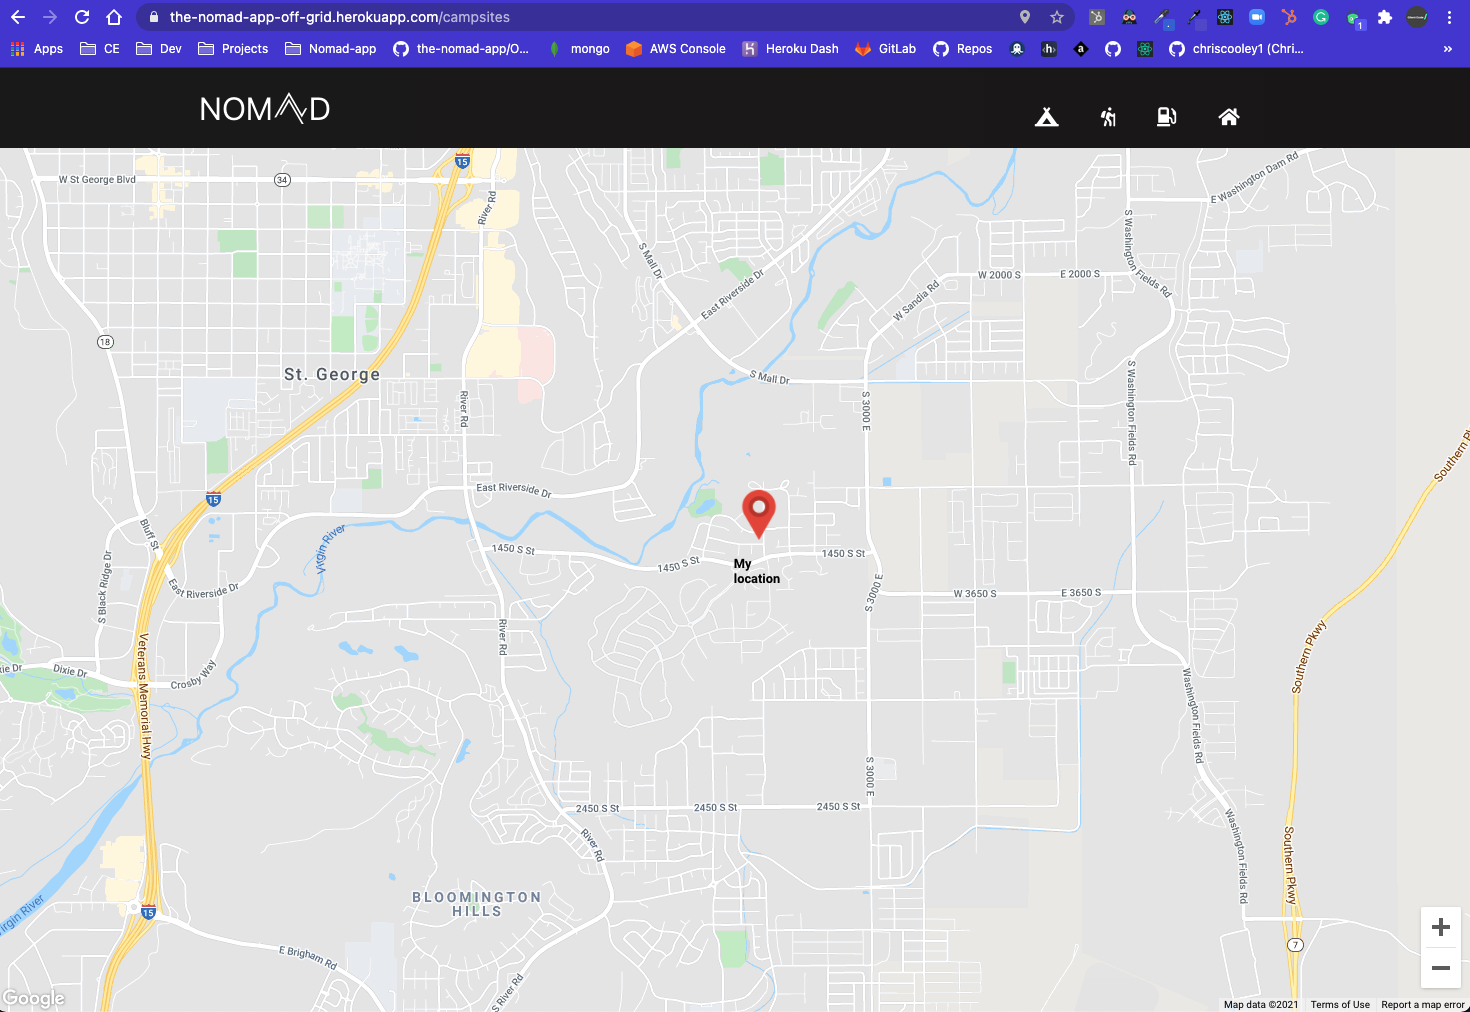 the-nomad-app-off-grid.herokuapp.com/campsites
1
Apps CE Dev Projects Nomad-app the-nomad-app/O... mongo AWS Console Heroku Dash GitLab Repos chriscooley1 (Chri... »
NOMAD
15
W St George Blvd
34
River Rd
E Washington Dam Rd
S Washington Fields Rd
S Mall Dr
W 2000 S
E 2000 S
East Riverside Dr
W Sandia Rd
18
St. George
S Mall Dr
River Rd
S 3000 E
S Washington Fields Rd
Southern P
East Riverside Dr
15
Bluff St
Virgin River
1450 S St
1450 S St
1450 S St
My
location
S Black Ridge Dr
East Riverside Dr
S 3000 E
W 3650 S
E 3650 S
River Rd
Southern Pkwy
ie Dr
Dixie Dr
Crosby Way
Veterans Memorial Hwy
Washington Fields Rd
S 3000 E
2450 S St
2450 S St
2450 S St
River Rd
Washington Fields Rd
Southern Pkwy
BLOOMINGTON
HILLS
Virgin River
15
E Brigham Rd
7
S River Rd
Google
Map data ©2021 Terms of Use Report a map error